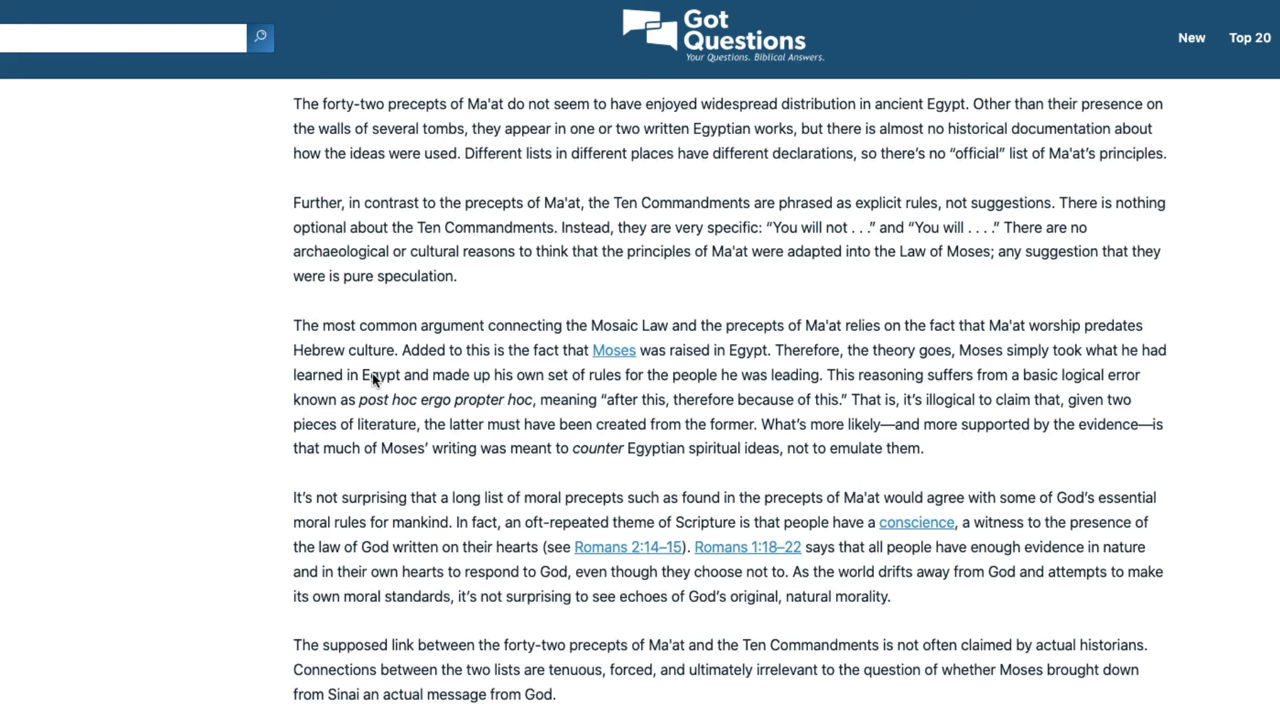 Got
Questions
Your Questions. Biblical Answers.
New Top 20
The forty-two precepts of Ma'at do not seem to have enjoyed widespread distribution in ancient Egypt. Other than their presence on
the walls of several tombs, they appear in one or two written Egyptian works, but there is almost no historical documentation about
how the ideas were used. Different lists in different places have different declarations, so there’s no “official” list of Ma'at’s principles.
Further, in contrast to the precepts of Ma'at, the Ten Commandments are phrased as explicit rules, not suggestions. There is nothing
optional about the Ten Commandments. Instead, they are very specific: “You will not . . .” and “You will . . . .” There are no
archaeological or cultural reasons to think that the principles of Ma'at were adapted into the Law of Moses; any suggestion that they
were is pure speculation.
The most common argument connecting the Mosaic Law and the precepts of Ma'at relies on the fact that Ma'at worship predates
Hebrew culture. Added to this is the fact that Moses was raised in Egypt. Therefore, the theory goes, Moses simply took what he had
learned in Egypt and made up his own set of rules for the people he was leading. This reasoning suffers from a basic logical error
known as post hoc ergo propter hoc, meaning “after this, therefore because of this.” That is, it’s illogical to claim that, given two
pieces of literature, the latter must have been created from the former. What’s more likely—and more supported by the evidence—is
that much of Moses’ writing was meant to counter Egyptian spiritual ideas, not to emulate them.
It’s not surprising that a long list of moral precepts such as found in the precepts of Ma'at would agree with some of God’s essential
moral rules for mankind. In fact, an oft-repeated theme of Scripture is that people have a conscience, a witness to the presence of
the law of God written on their hearts (see Romans 2:14–15). Romans 1:18–22 says that all people have enough evidence in nature
and in their own hearts to respond to God, even though they choose not to. As the world drifts away from God and attempts to make
its own moral standards, it’s not surprising to see echoes of God’s original, natural morality.
The supposed link between the forty-two precepts of Ma'at and the Ten Commandments is not often claimed by actual historians.
Connections between the two lists are tenuous, forced, and ultimately irrelevant to the question of whether Moses brought down
from Sinai an actual message from God.